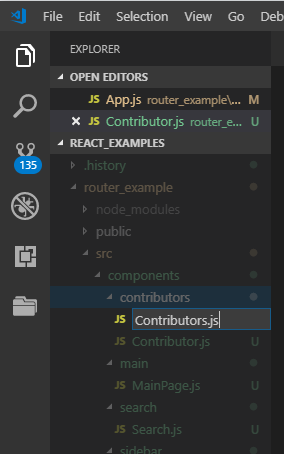 File Edit Selection View Go Debug
EXPLORER
OPEN EDITORS
JS App.js router_example\... M
JS Contributor.js router_e... U
REACT_EXAMPLES
.history
router_example
node_modules
public
src
components
contributors
JS Contributors.js
JS Contributor.js U
main
JS MainPage.js U
search
JS Search.js U
sidebar
135